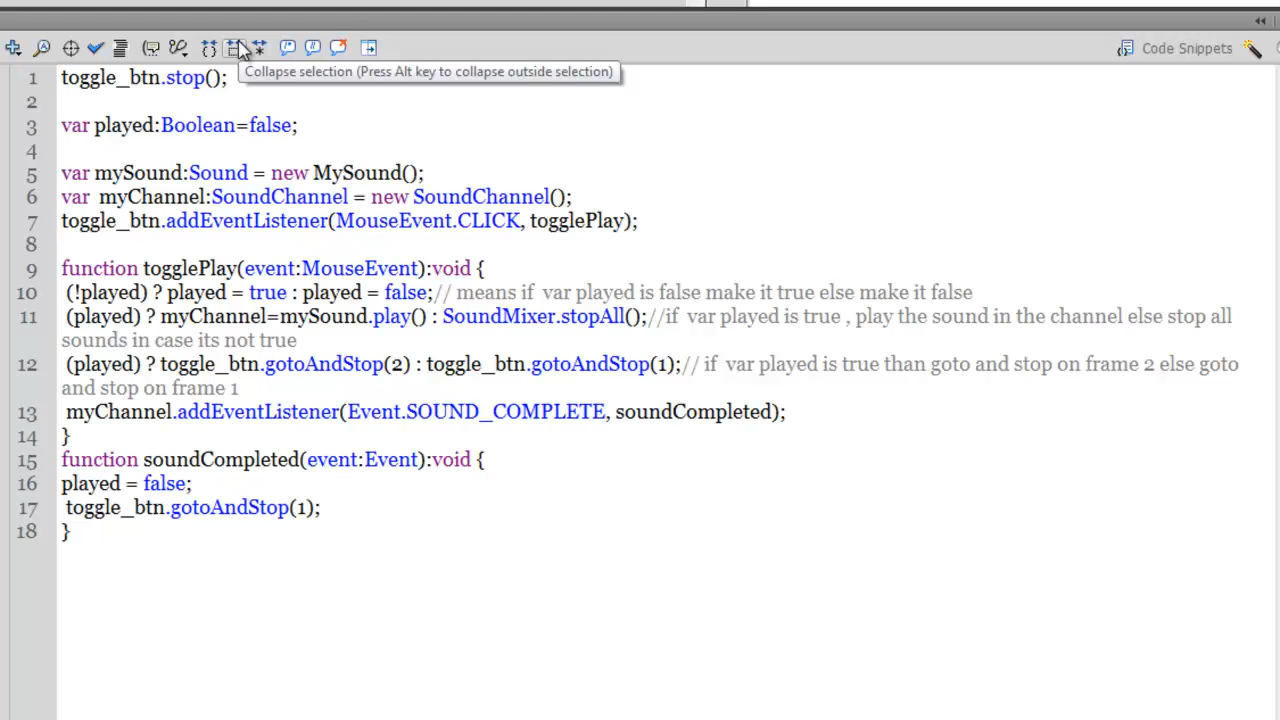 Code Snippets
Collapse selection (Press Alt key to collapse outside selection)
1 toggle_btn.stop();
2
3 var played:Boolean=false;
4
5 var mySound:Sound = new MySound();
6 var  myChannel:SoundChannel = new SoundChannel();
7 toggle_btn.addEventListener(MouseEvent.CLICK, togglePlay);
8
9 function togglePlay(event:MouseEvent):void {
10 (!played) ? played = true : played = false;// means if  var played is false make it true else make it false
11 (played) ? myChannel=mySound.play() : SoundMixer.stopAll();//if  var played is true , play the sound in the channel else stop all
sounds in case its not true
12 (played) ? toggle_btn.gotoAndStop(2) : toggle_btn.gotoAndStop(1);// if  var played is true than goto and stop on frame 2 else goto
and stop on frame 1
13 myChannel.addEventListener(Event.SOUND_COMPLETE, soundCompleted);
14 }
15 function soundCompleted(event:Event):void {
16 played = false;
17 toggle_btn.gotoAndStop(1);
18 }